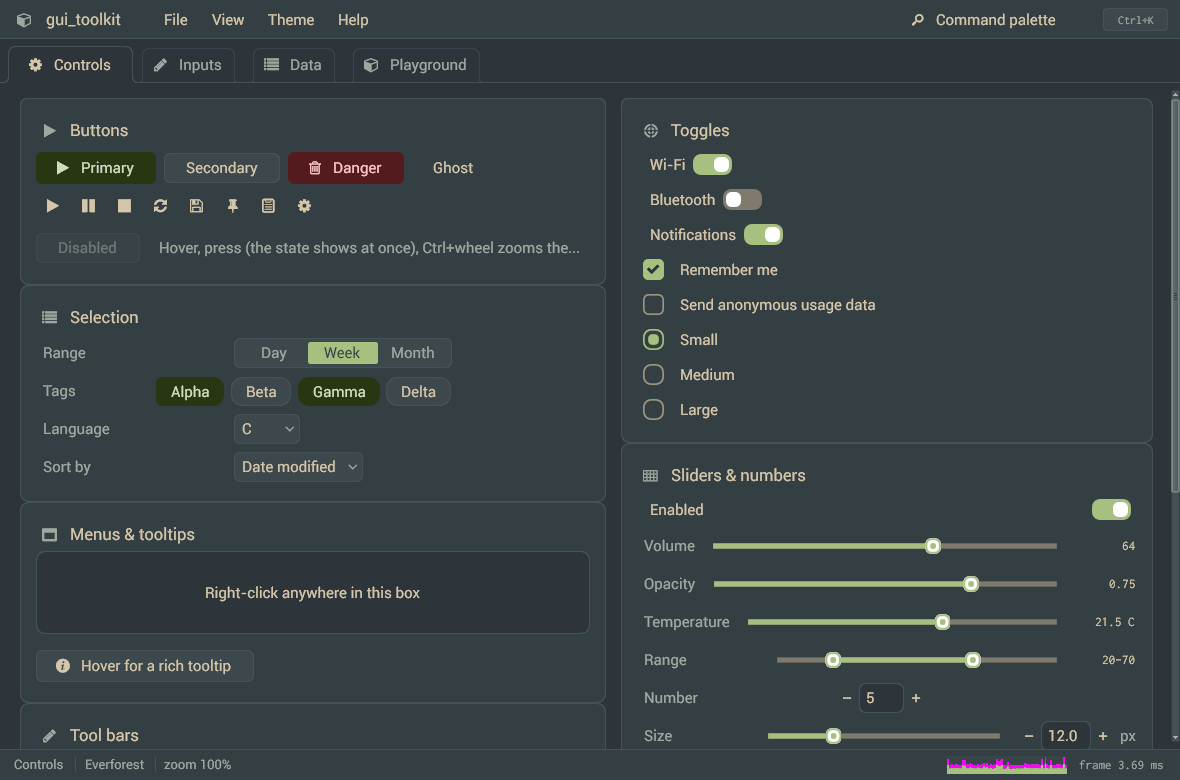 gui_toolkit File View Theme Help Command palette Ctrl+K
Controls Inputs Data Playground
Buttons
Primary Secondary Danger Ghost
Disabled Hover, press (the state shows at once), Ctrl+wheel zooms the...
Selection
Range Day Week Month
Tags Alpha Beta Gamma Delta
Language C
Sort by Date modified
Menus & tooltips
Right-click anywhere in this box
Hover for a rich tooltip
Tool bars
Toggles
Wi-Fi
Bluetooth
Notifications
Remember me
Send anonymous usage data
Small
Medium
Large
Sliders & numbers
Enabled
Volume 64
Opacity 0.75
Temperature 21.5 C
Range 20-70
Number − 5 +
Size − 12.0 + px
Controls Everforest zoom 100% frame 3.69 ms